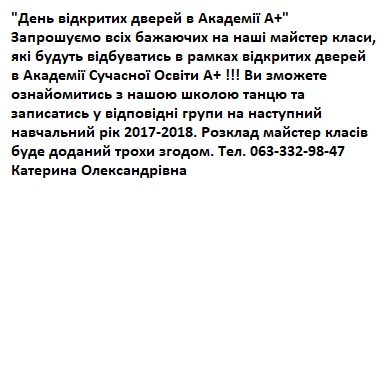 "День відкритих дверей в Академії А+"
Запрошуємо всіх бажаючих на наші майстер класи,
які будуть відбуватись в рамках відкритих дверей
в Академії Сучасної Освіти А+ !!! Ви зможете
ознайомитись з нашою школою танцю та
записатись у відповідні групи на наступний
навчальний рік 2017-2018. Розклад майстер класів
буде доданий трохи згодом. Тел. 063-332-98-47
Катерина Олександрівна